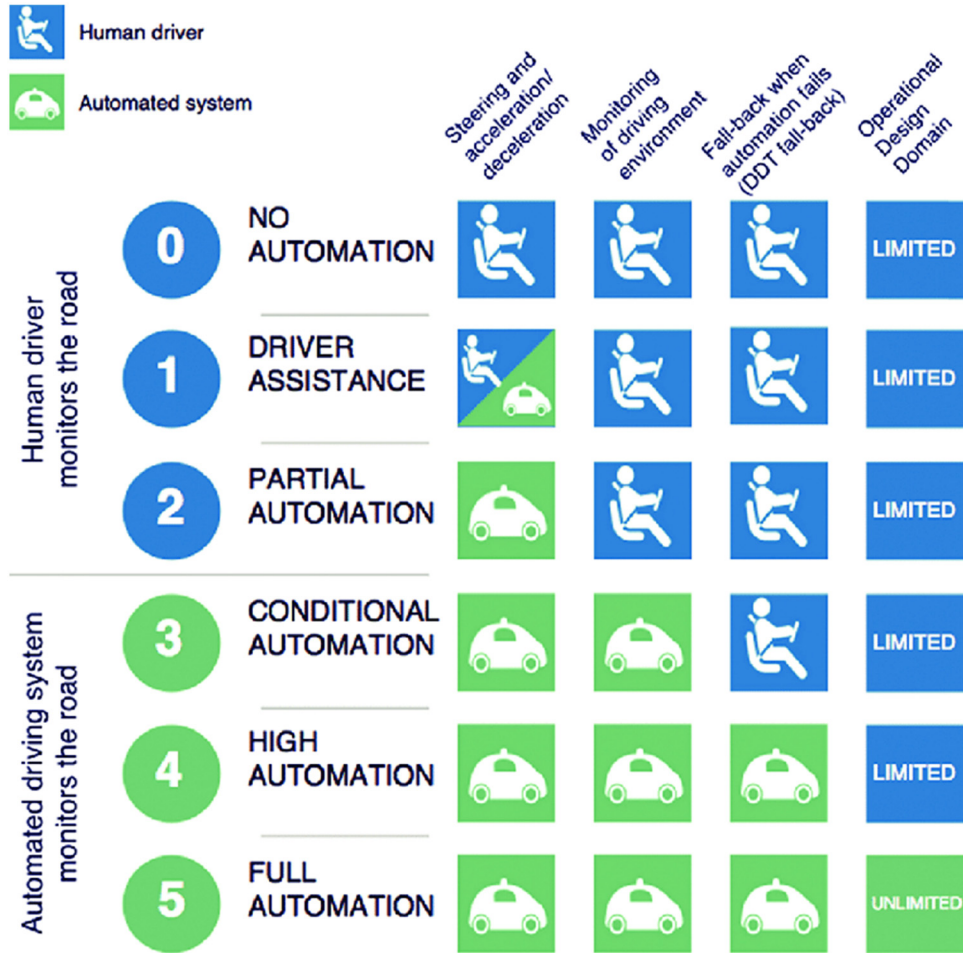 Human driver
Automated system
Steering and
acceleration/
deceleration
Monitoring
of driving
environment
Fall-back when
automation fails
(DDT fall-back)
Operational
Design
Domain
Human driver
monitors the road
0
NO
AUTOMATION
LIMITED
1
DRIVER
ASSISTANCE
LIMITED
2
PARTIAL
AUTOMATION
LIMITED
Automated driving system
monitors the road
3
CONDITIONAL
AUTOMATION
LIMITED
4
HIGH
AUTOMATION
LIMITED
5
FULL
AUTOMATION
UNLIMITED